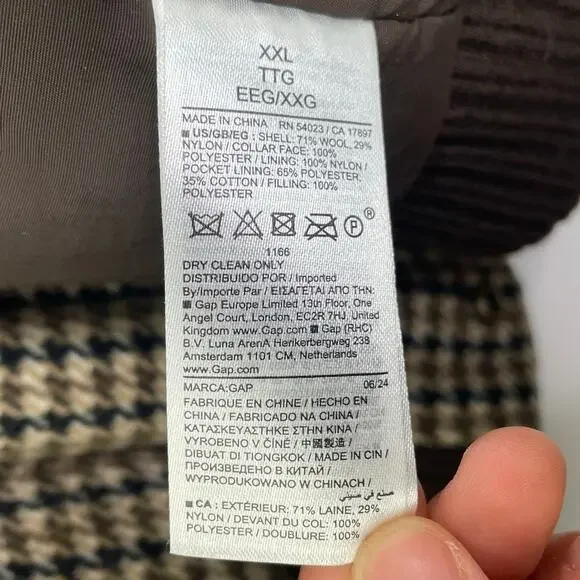 XXL
TTG
EEG/XXG
MADE IN CHINA RN 54023 / CA 17897
■ US/GB/EG : SHELL: 71% WOOL, 29%
NYLON / COLLAR FACE: 100%
POLYESTER / LINING: 100% NYLON /
POCKET LINING: 65% POLYESTER,
35% COTTON / FILLING: 100%
POLYESTER
P ®
1166
DRY CLEAN ONLY
DISTRIBUIDO POR / Imported
By/Importe Par / ΕΙΣΑΓΕΤΑΙ ΑΠΟ ΤΗΝ:
■ Gap Europe Limited 13th Floor, One
Angel Court, London, EC2R 7HJ, United
Kingdom www.Gap.com ■ Gap (RHC)
B.V. Luna ArenA Herikerbergweg 238
Amsterdam 1101 CM, Netherlands
www.Gap.com
MARCA:GAP 06/24
FABRIQUE EN CHINE / HECHO EN
CHINA / FABRICADO NA CHINA /
ΚΑΤΑΣΚΕΥΑΣΤΗΚΕ ΣΤΗΝ ΚΙΝΑ /
VYROBENO V ČÍNĚ / 中國製造 /
DIBUAT DI TIONGKOK / MADE IN CIN /
ПРОИЗВЕДЕНО В КИТАЙ /
WYPRODUKOWANO W CHINACH /
صنع في صيني
■ CA : EXTÉRIEUR: 71% LAINE, 29%
NYLON / DEVANT DU COL: 100%
POLYESTER / DOUBLURE: 100%